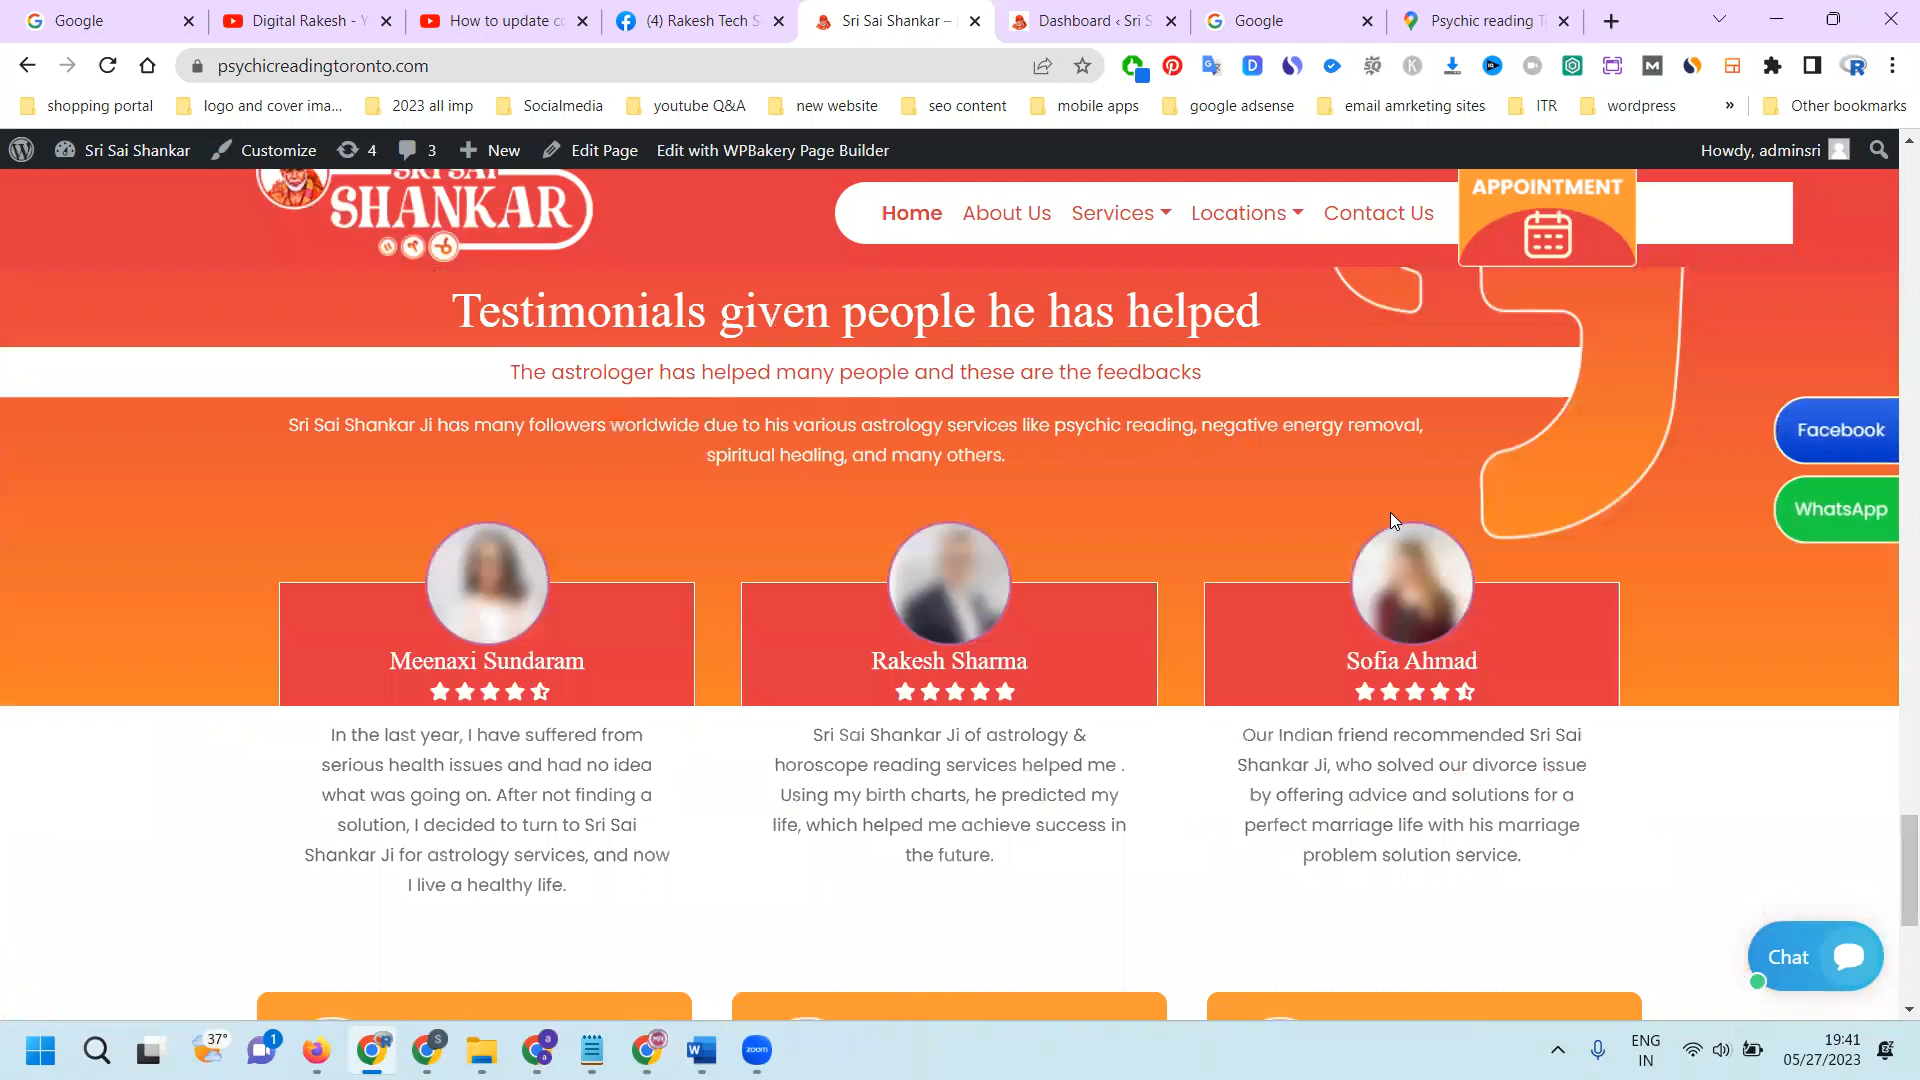 Google
Digital Rakesh - Y
How to update co
(4) Rakesh Tech S
Sri Sai Shankar –
Dashboard ‹ Sri S
Google
Psychic reading T
psychicreadingtoronto.com
shopping portal
logo and cover ima...
2023 all imp
Socialmedia
youtube Q&A
new website
seo content
mobile apps
google adsense
email amrketing sites
ITR
wordpress
»
Other bookmarks
Sri Sai Shankar
Customize
4
3
New
Edit Page
Edit with WPBakery Page Builder
Howdy, adminsri
SRI SAI
SHANKAR
Home
About Us
Services
Locations
Contact Us
APPOINTMENT
Testimonials given people he has helped
The astrologer has helped many people and these are the feedbacks
Sri Sai Shankar Ji has many followers worldwide due to his various astrology services like psychic reading, negative energy removal,
spiritual healing, and many others.
Facebook
WhatsApp
Meenaxi Sundaram
In the last year, I have suffered from
serious health issues and had no idea
what was going on. After not finding a
solution, I decided to turn to Sri Sai
Shankar Ji for astrology services, and now
I live a healthy life.
Rakesh Sharma
Sri Sai Shankar Ji of astrology &
horoscope reading services helped me .
Using my birth charts, he predicted my
life, which helped me achieve success in
the future.
Sofia Ahmad
Our Indian friend recommended Sri Sai
Shankar Ji, who solved our divorce issue
by offering advice and solutions for a
perfect marriage life with his marriage
problem solution service.
Chat
37°
1
zoom
ENG
IN
19:41
05/27/2023